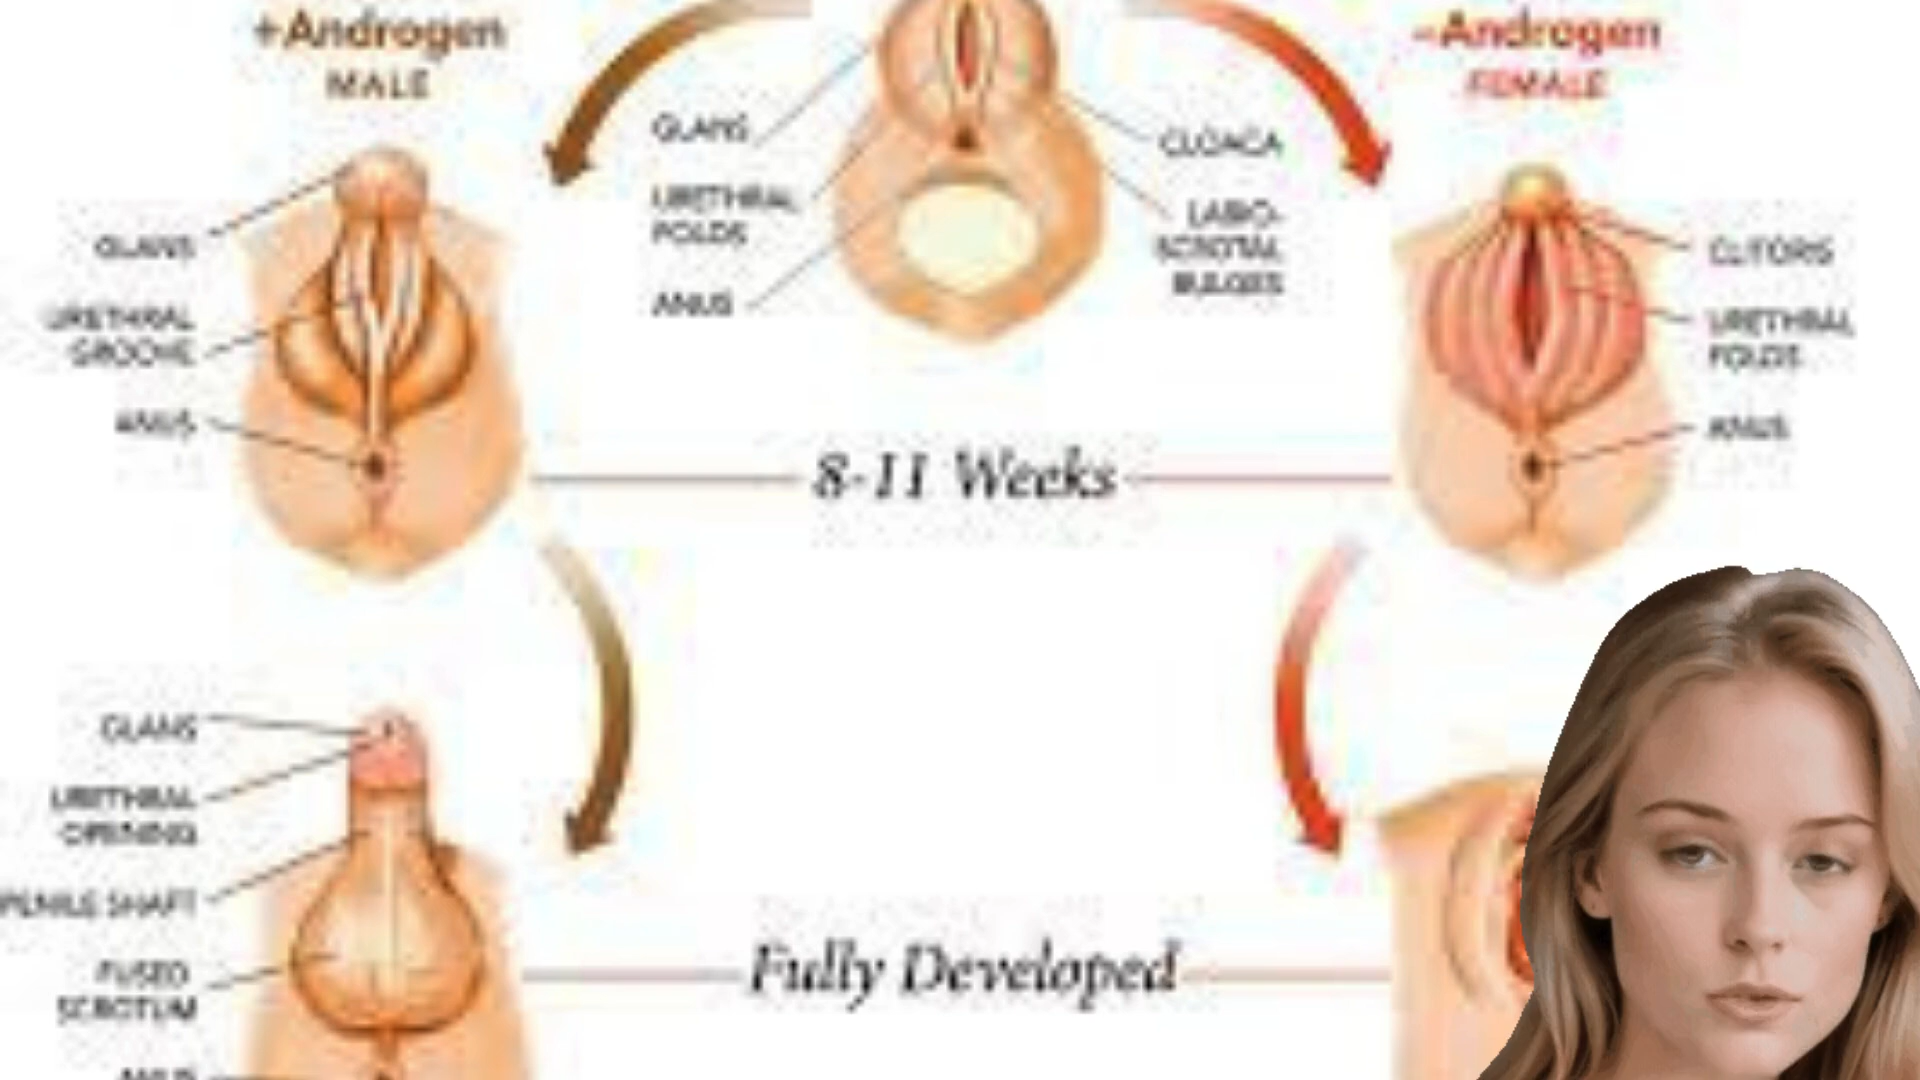 +Androgen
MALE
GLANS
URETHRAL
GROOVE
ANUS
GLANS
URETHRAL
FOLDS
ANUS
CLOACA
LABIO-
SCROTAL
BULGES
-Androgen
FEMALE
CLITORIS
URETHRAL
FOLDS
ANUS
8-11 Weeks
GLANS
URETHRAL
OPENING
PENILE SHAFT
FUSED
SCROTUM
ANUS
Fully Developed